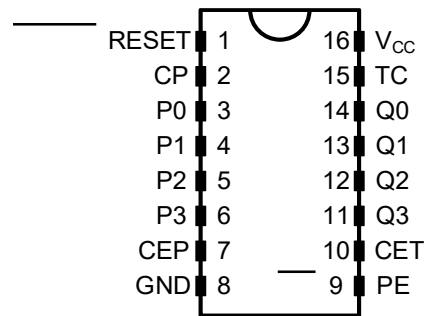 RESET 1 16 VCC
CP 2 15 TC
P0 3 14 Q0
P1 4 13 Q1
P2 5 12 Q2
P3 6 11 Q3
CEP 7 10 CET
GND 8 9 PE